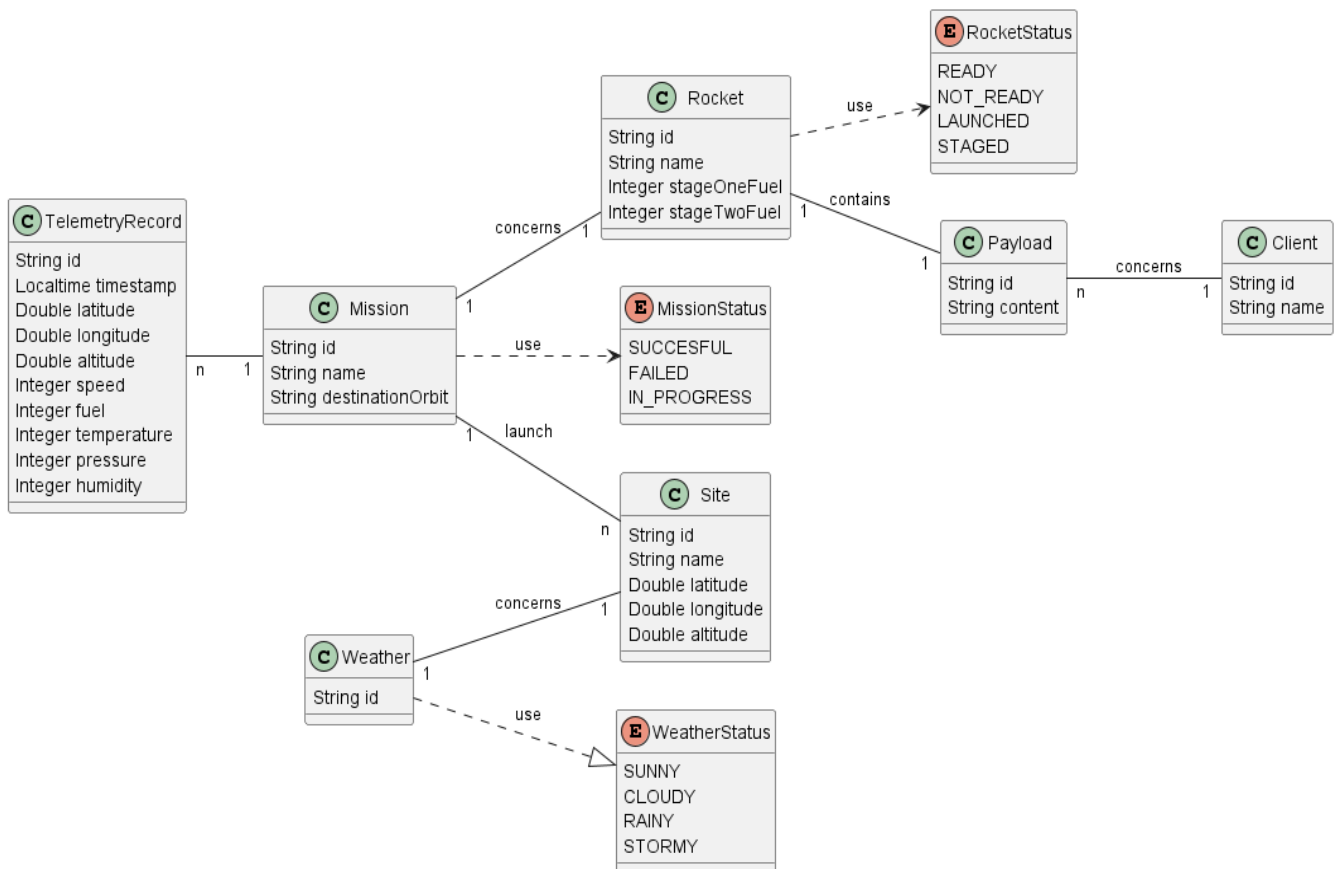 E RocketStatus
READY
NOT_READY
LAUNCHED
STAGED
C Rocket
String id
String name
Integer stageOneFuel
Integer stageTwoFuel
use
contains
1
1
C Payload
String id
String content
concerns
n
1
C Client
String id
String name
C TelemetryRecord
String id
Localtime timestamp
Double latitude
Double longitude
Double altitude
Integer speed
Integer fuel
Integer temperature
Integer pressure
Integer humidity
n
1
concerns
1
1
C Mission
String id
String name
String destinationOrbit
use
E MissionStatus
SUCCESFUL
FAILED
IN_PROGRESS
launch
1
n
C Site
String id
String name
Double latitude
Double longitude
Double altitude
concerns
1
1
C Weather
String id
use
E WeatherStatus
SUNNY
CLOUDY
RAINY
STORMY